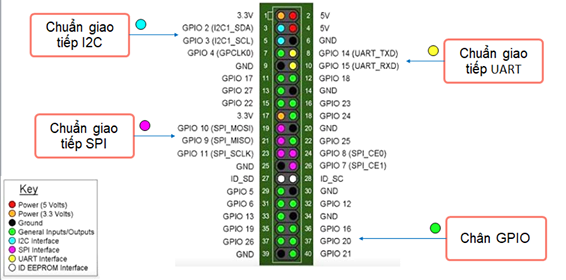 Chuẩn giao
tiếp I2C
Chuẩn giao
tiếp SPI
Chuẩn giao
tiếp UART
Chân GPIO
3.3V 1 2 5V
GPIO 2 (I2C1_SDA) 3 4 5V
GPIO 3 (I2C1_SCL) 5 6 GND
GPIO 4 (GPCLK0) 7 8 GPIO 14 (UART_TXD)
GND 9 10 GPIO 15 (UART_RXD)
GPIO 17 11 12 GPIO 18
GPIO 27 13 14 GND
GPIO 22 15 16 GPIO 23
3.3V 17 18 GPIO 24
GPIO 10 (SPI_MOSI) 19 20 GND
GPIO 9 (SPI_MISO) 21 22 GPIO 25
GPIO 11 (SPI_SCLK) 23 24 GPIO 8 (SPI_CE0)
GND 25 26 GPIO 7 (SPI_CE1)
ID_SD 27 28 ID_SC
GPIO 5 29 30 GND
GPIO 6 31 32 GPIO 12
GPIO 13 33 34 GND
GPIO 19 35 36 GPIO 16
GPIO 26 37 38 GPIO 20
GND 39 40 GPIO 21
Key
Power (5 Volts)
Power (3.3 Volts)
Ground
General Inputs/Outputs
I2C Interface
SPI Interface
UART Interface
ID EEPROM Interface